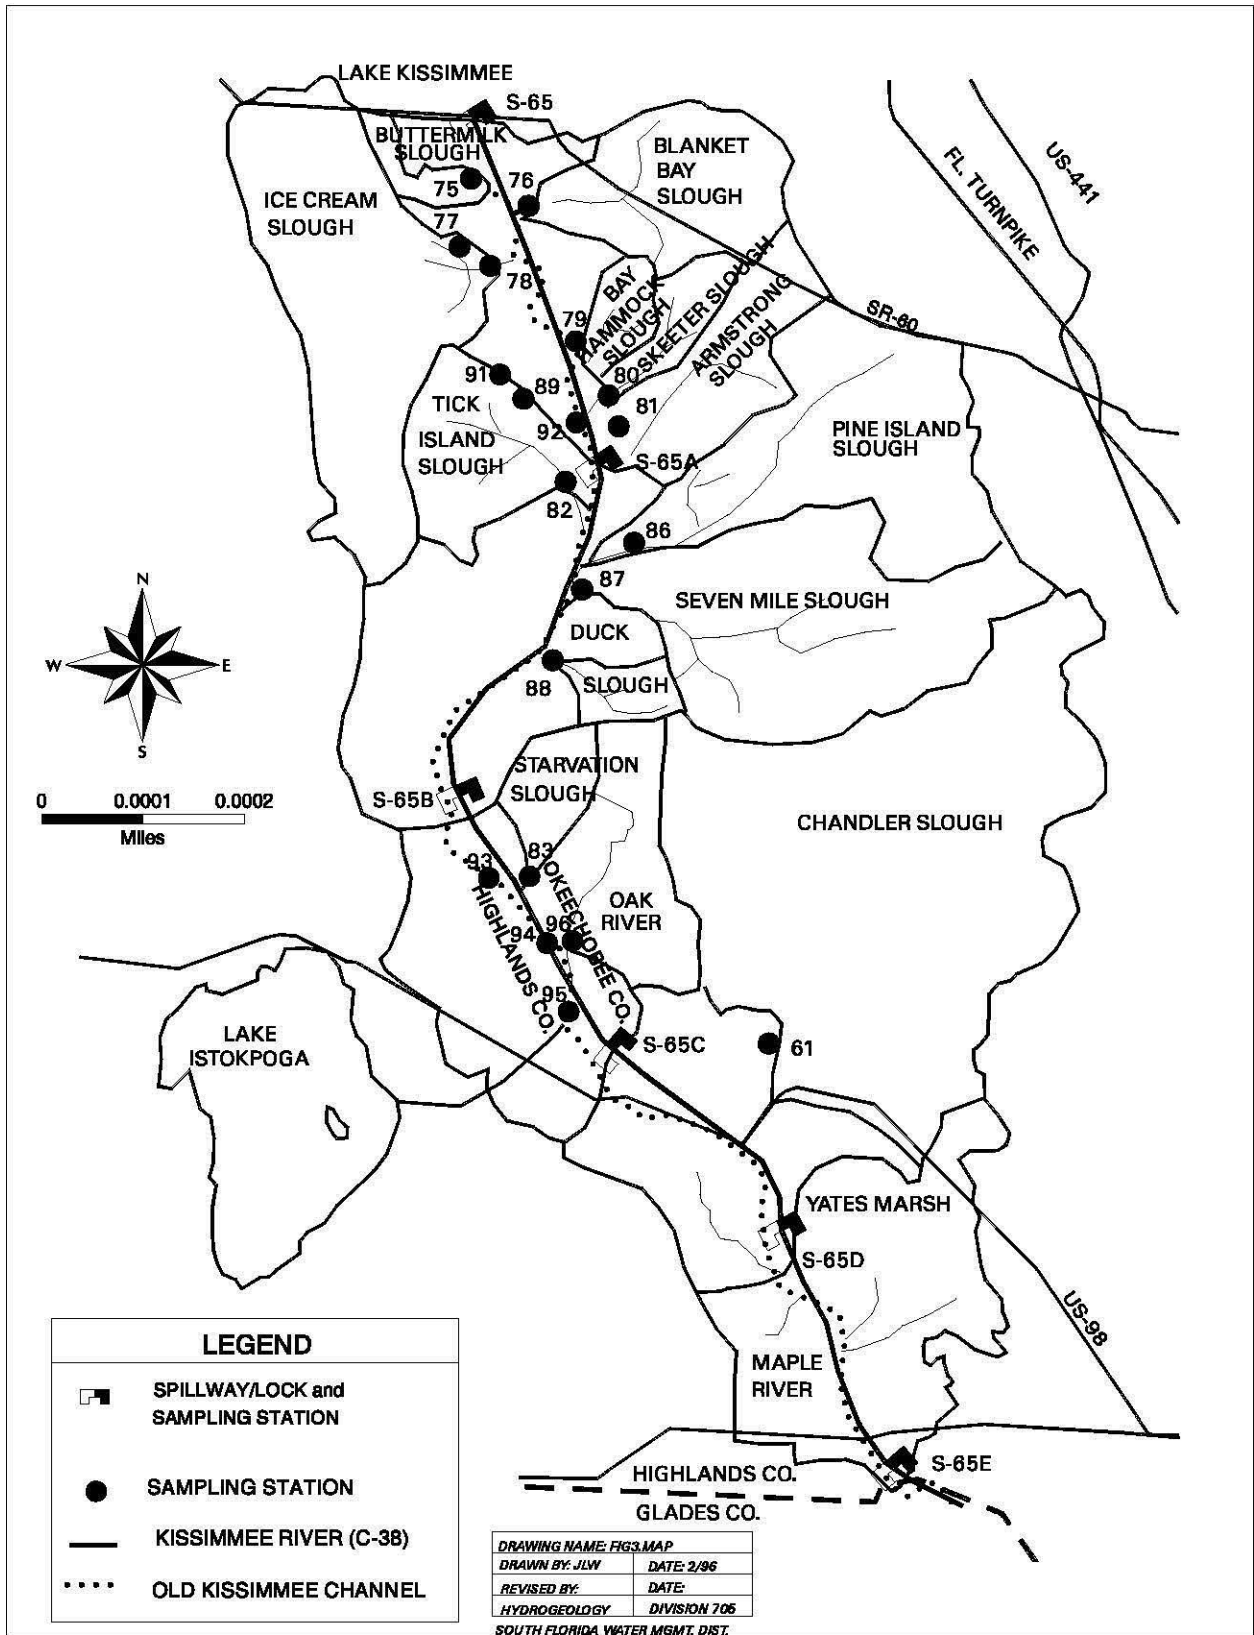 LAKE KISSIMMEE
S-65
BUTTERMILK
SLOUGH
BLANKET
BAY
SLOUGH
FL. TURNPIKE
US-441
75
76
ICE CREAM
SLOUGH
77
78
BAY
HAMMOCK
SLOUGH
SKEETER SLOUGH
ARMSTRONG
SLOUGH
SR-60
79
80
81
91
89
TICK
ISLAND
SLOUGH
92
S-65A
PINE ISLAND
SLOUGH
82
86
87
SEVEN MILE SLOUGH
DUCK
SLOUGH
88
N
W
E
S
STARVATION
SLOUGH
S-65B
0
0.0001
0.0002
Miles
CHANDLER SLOUGH
93
83
OKEECHOBEE CO.
HIGHLANDS CO.
OAK
RIVER
94
96
95
LAKE
ISTOKPOGA
S-65C
61
YATES MARSH
S-65D
US-98
MAPLE
RIVER
S-65E
HIGHLANDS CO.
GLADES CO.
LEGEND
SPILLWAY/LOCK and
SAMPLING STATION
SAMPLING STATION
KISSIMMEE RIVER (C-38)
OLD KISSIMMEE CHANNEL
DRAWING NAME: FIG3.MAP
DRAWN BY: JLW DATE: 2/96
REVISED BY: DATE:
HYDROGEOLOGY DIVISION 705
SOUTH FLORIDA WATER MGMT. DIST.